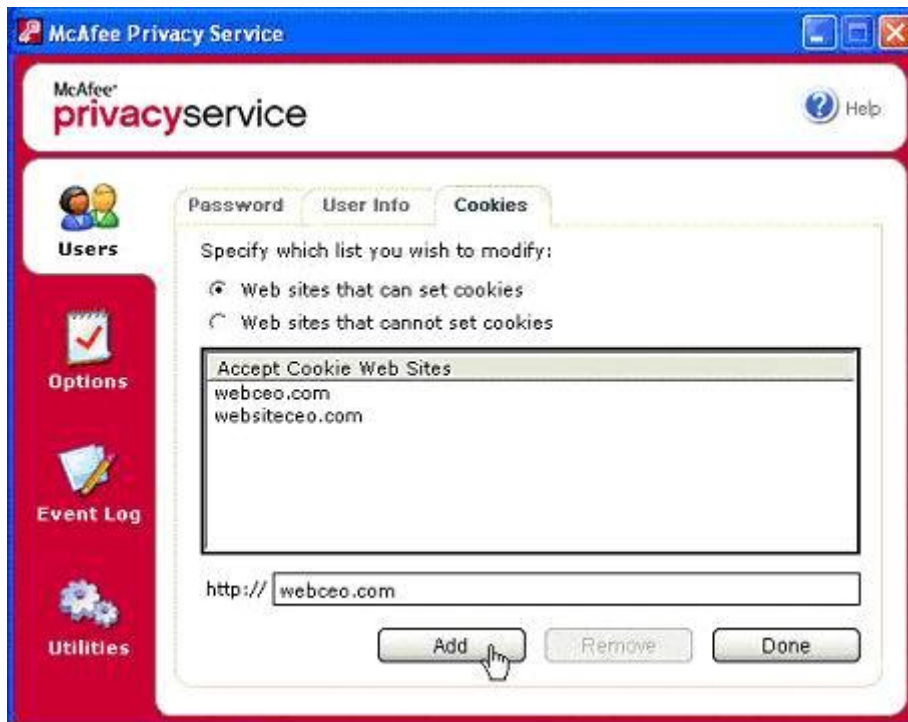 McAfee Privacy Service
McAfee®
privacyservice
Help
Users
Options
Event Log
Utilities
Password User Info Cookies
Specify which list you wish to modify:
Web sites that can set cookies
Web sites that cannot set cookies
Accept Cookie Web Sites
webceo.com
websiteceo.com
http:// webceo.com
Add Remove Done